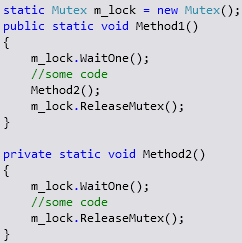 static Mutex m_lock = new Mutex();
public static void Method1()
{
    m_lock.WaitOne();
    //some code
    Method2();
    m_lock.ReleaseMutex();
}

private static void Method2()
{
    m_lock.WaitOne();
    //some code
    m_lock.ReleaseMutex();
}